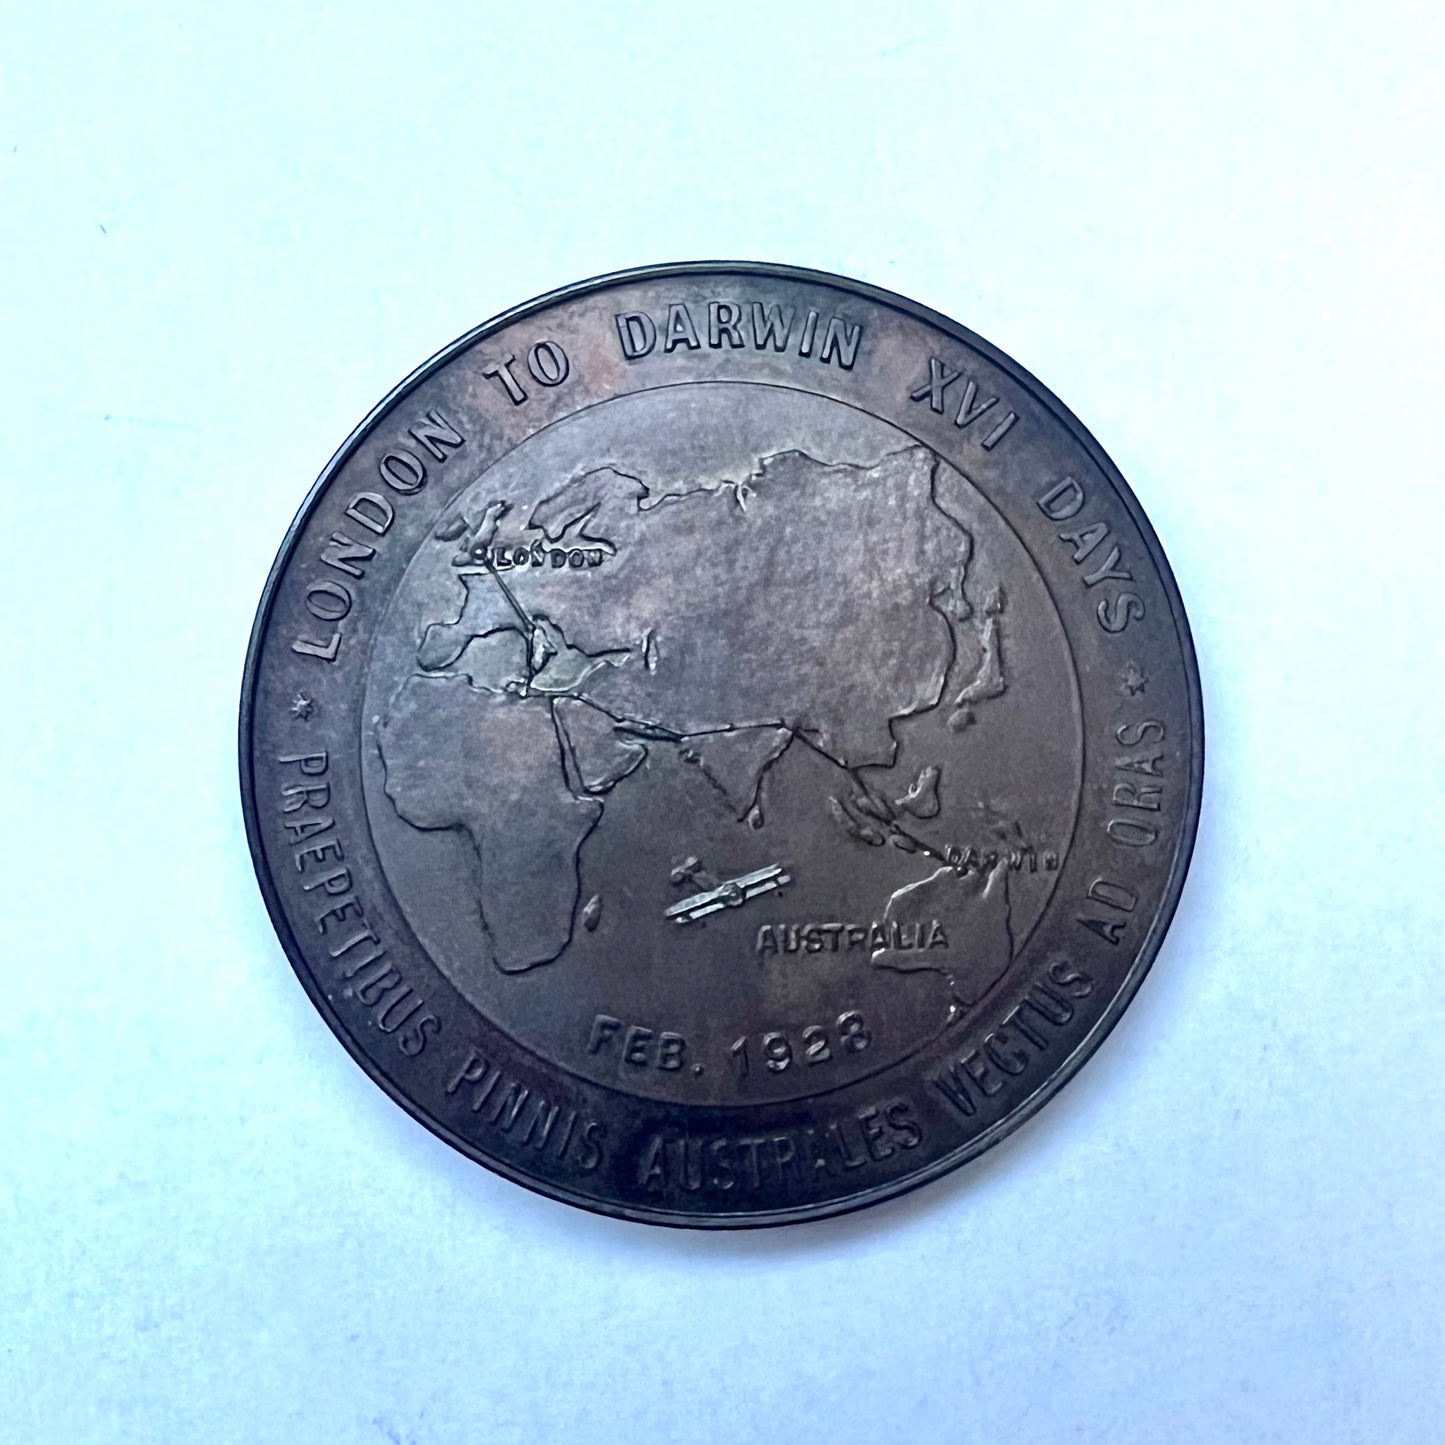 LONDON TO DARWIN XVI DAYS
* PRAEPETIBUS PINNIS AUSTRALES VECTUS AD ORAS *
LONDON
DARWIN
AUSTRALIA
FEB. 1928